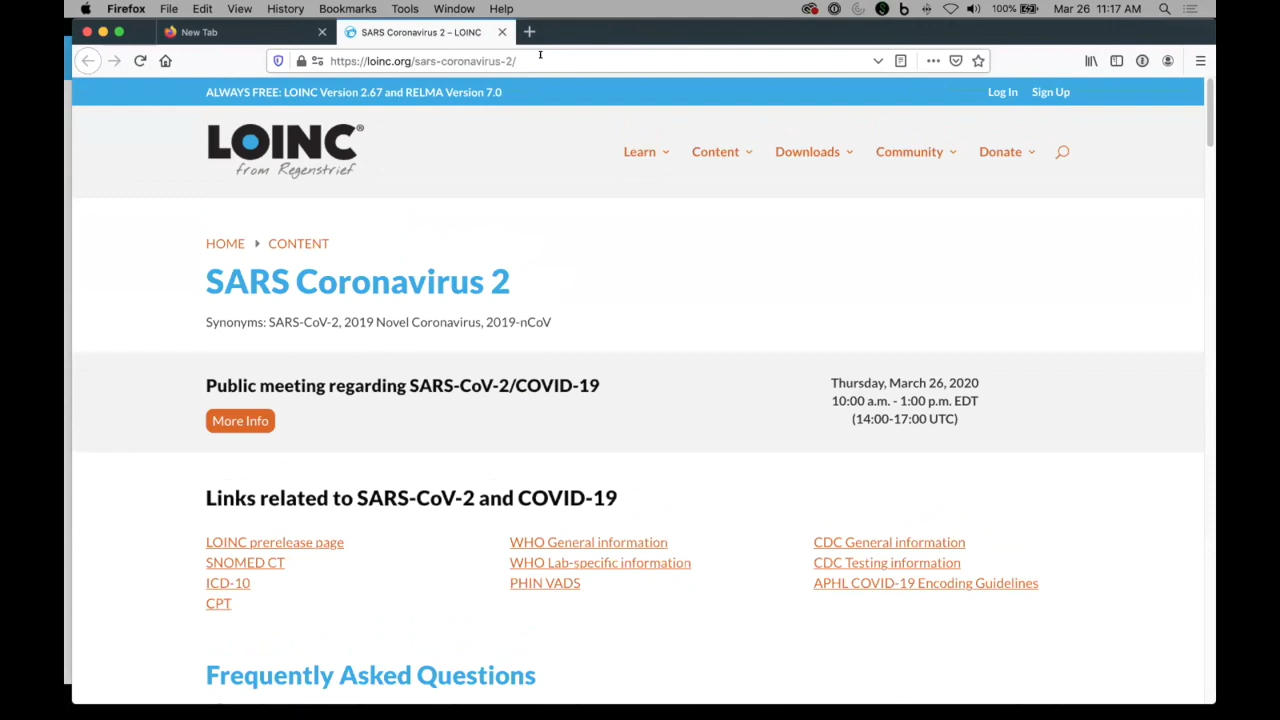 Firefox File Edit View History Bookmarks Tools Window Help 100% Mar 26 11:17 AM
New Tab SARS Coronavirus 2 – LOINC
https://loinc.org/sars-coronavirus-2/
ALWAYS FREE: LOINC Version 2.67 and RELMA Version 7.0 Log In Sign Up
LOINC®
from Regenstrief
Learn Content Downloads Community Donate
HOME CONTENT
SARS Coronavirus 2
Synonyms: SARS-CoV-2, 2019 Novel Coronavirus, 2019-nCoV
Public meeting regarding SARS-CoV-2/COVID-19
More Info
Thursday, March 26, 2020
10:00 a.m. - 1:00 p.m. EDT
(14:00-17:00 UTC)
Links related to SARS-CoV-2 and COVID-19
LOINC prerelease page
SNOMED CT
ICD-10
CPT
WHO General information
WHO Lab-specific information
PHIN VADS
CDC General information
CDC Testing information
APHL COVID-19 Encoding Guidelines
Frequently Asked Questions